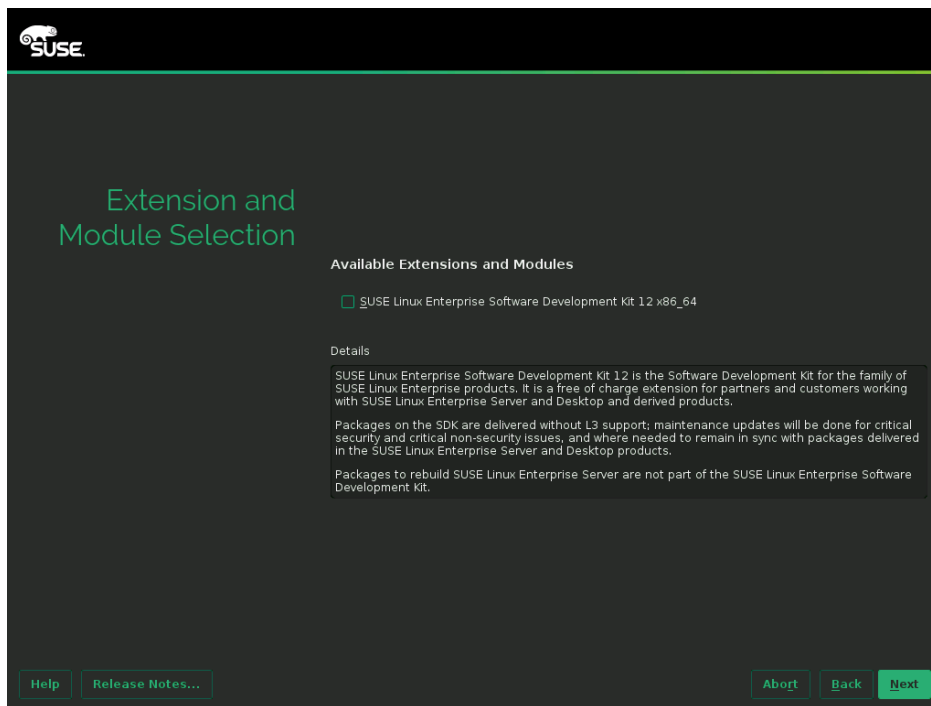 SUSE.
Extension and
Module Selection
Available Extensions and Modules
SUSE Linux Enterprise Software Development Kit 12 x86_64
Details
SUSE Linux Enterprise Software Development Kit 12 is the Software Development Kit for the family of
SUSE Linux Enterprise products. It is a free of charge extension for partners and customers working
with SUSE Linux Enterprise Server and Desktop and derived products.
Packages on the SDK are delivered without L3 support; maintenance updates will be done for critical
security and critical non-security issues, and where needed to remain in sync with packages delivered
in the SUSE Linux Enterprise Server and Desktop products.
Packages to rebuild SUSE Linux Enterprise Server are not part of the SUSE Linux Enterprise Software
Development Kit.
Help Release Notes... Abort Back Next